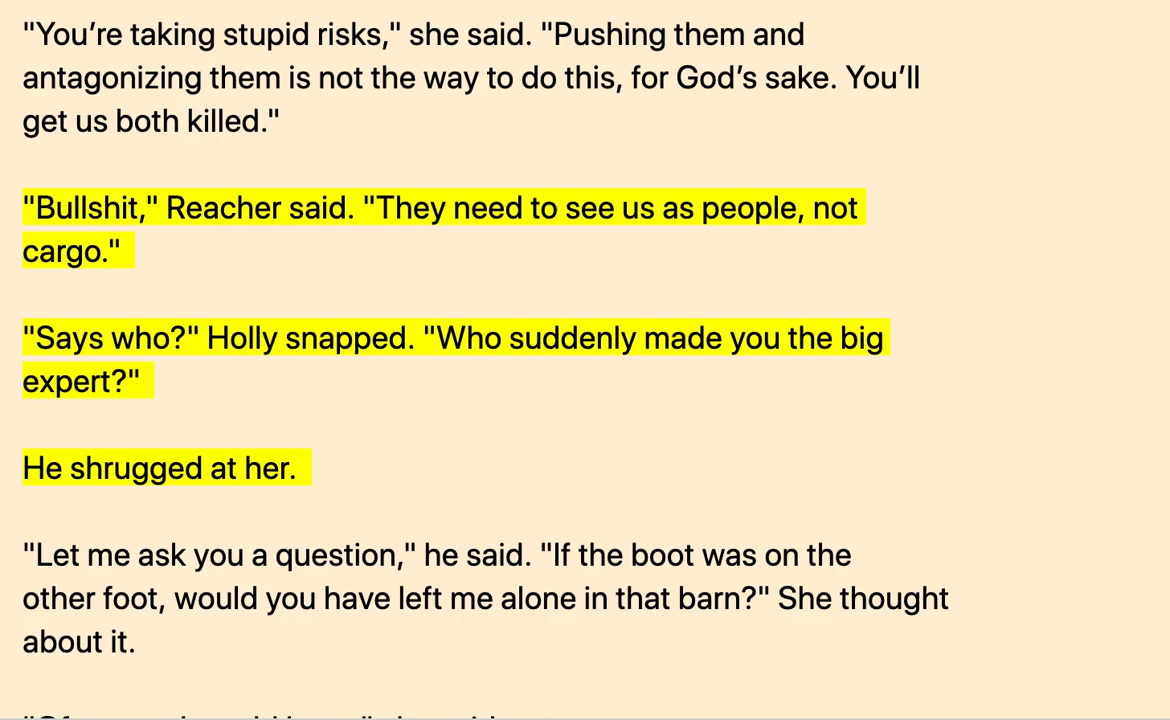 "You’re taking stupid risks," she said. "Pushing them and
antagonizing them is not the way to do this, for God’s sake. You’ll
get us both killed."
"Bullshit," Reacher said. "They need to see us as people, not
cargo."
"Says who?" Holly snapped. "Who suddenly made you the big
expert?"
He shrugged at her.
"Let me ask you a question," he said. "If the boot was on the
other foot, would you have left me alone in that barn?" She thought
about it.